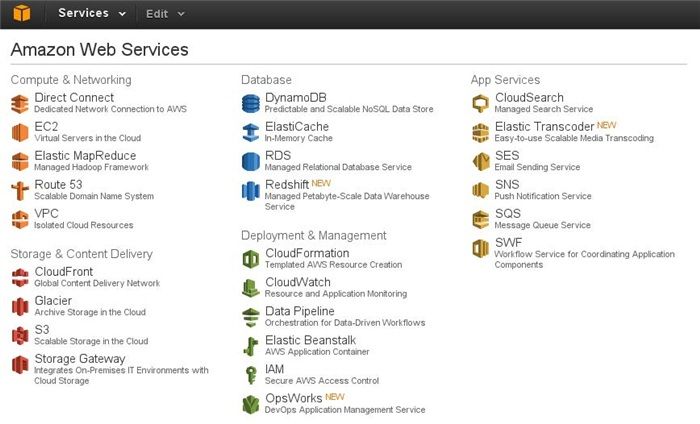 Services Edit
Amazon Web Services
Compute & Networking
Direct Connect
Dedicated Network Connection to AWS
EC2
Virtual Servers in the Cloud
Elastic MapReduce
Managed Hadoop Framework
Route 53
Scalable Domain Name System
VPC
Isolated Cloud Resources
Storage & Content Delivery
CloudFront
Global Content Delivery Network
Glacier
Archive Storage in the Cloud
S3
Scalable Storage in the Cloud
Storage Gateway
Integrates On-Premises IT Environments with
Cloud Storage
Database
DynamoDB
Predictable and Scalable NoSQL Data Store
ElastiCache
In-Memory Cache
RDS
Managed Relational Database Service
Redshift NEW
Managed Petabyte-Scale Data Warehouse
Service
Deployment & Management
CloudFormation
Templated AWS Resource Creation
CloudWatch
Resource and Application Monitoring
Data Pipeline
Orchestration for Data-Driven Workflows
Elastic Beanstalk
AWS Application Container
IAM
Secure AWS Access Control
OpsWorks NEW
DevOps Application Management Service
App Services
CloudSearch
Managed Search Service
Elastic Transcoder NEW
Easy-to-use Scalable Media Transcoding
SES
Email Sending Service
SNS
Push Notification Service
SQS
Message Queue Service
SWF
Workflow Service for Coordinating Application
Components